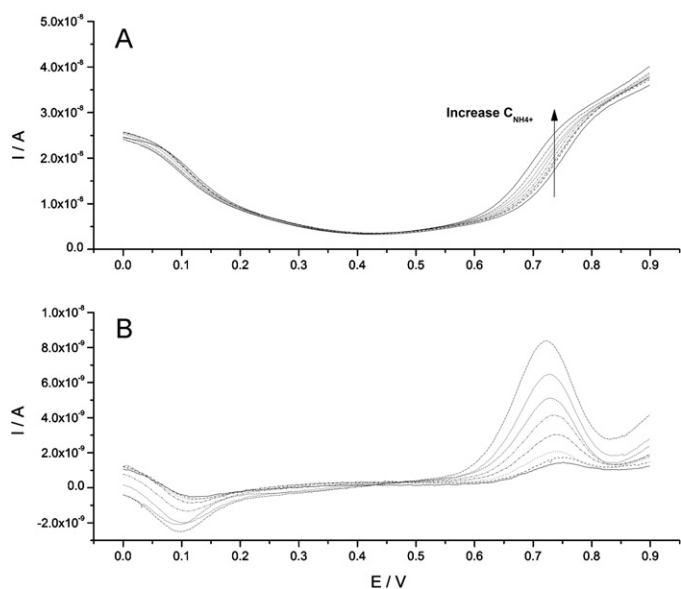 A
5.0x10⁻⁸
4.0x10⁻⁸
3.0x10⁻⁸
2.0x10⁻⁸
1.0x10⁻⁸
0.0
I / A
Increase C_NH4+
0.0 0.1 0.2 0.3 0.4 0.5 0.6 0.7 0.8 0.9
B
1.0x10⁻⁸
8.0x10⁻⁹
6.0x10⁻⁹
4.0x10⁻⁹
2.0x10⁻⁹
0.0
-2.0x10⁻⁹
I / A
0.0 0.1 0.2 0.3 0.4 0.5 0.6 0.7 0.8 0.9
E / V